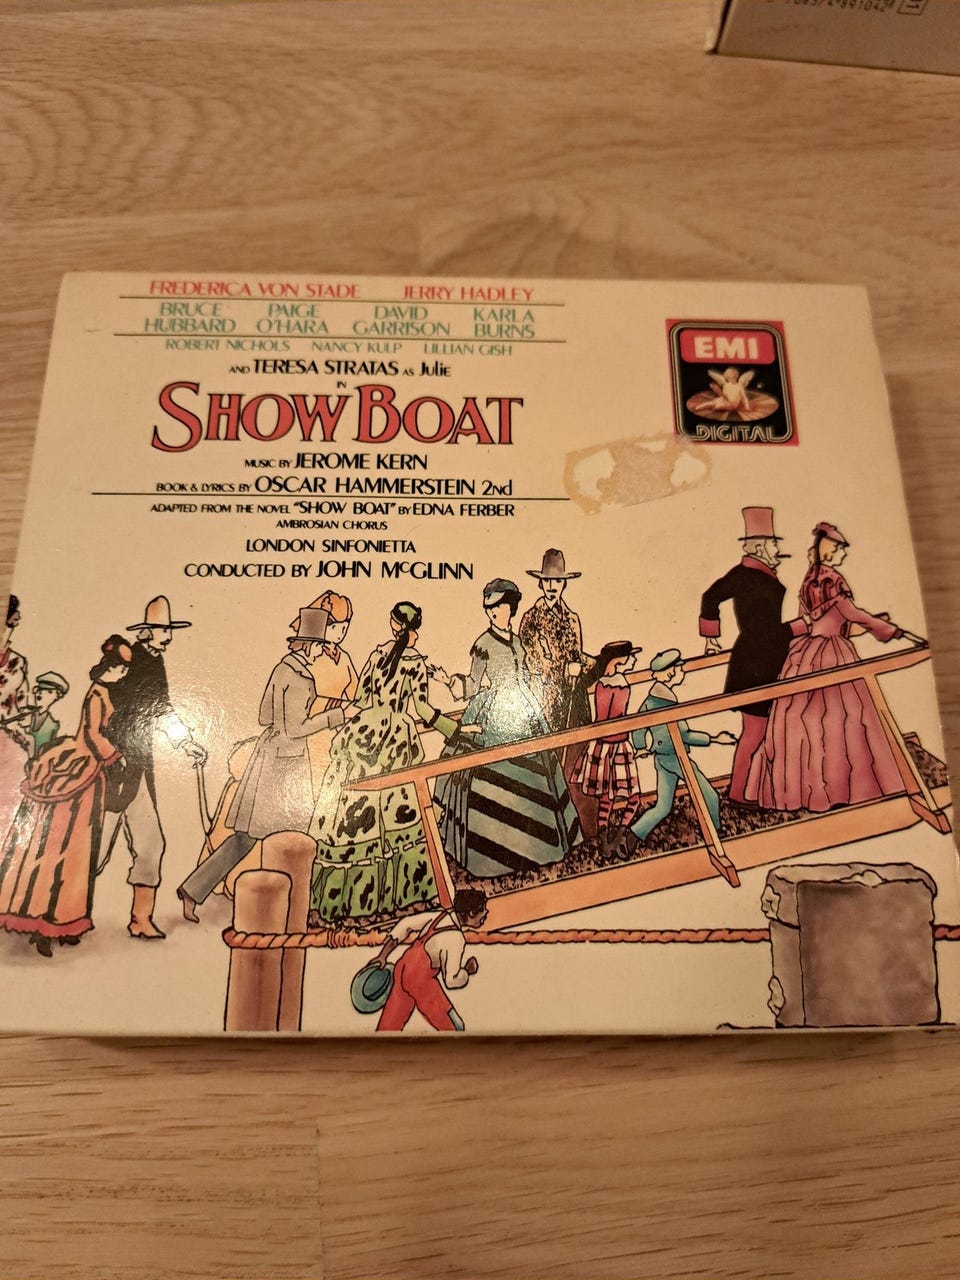 FREDERICA VON STADE JERRY HADLEY
BRUCE HUBBARD PAIGE O'HARA DAVID GARRISON KARLA BURNS
ROBERT NICHOLS NANCY KULP LILLIAN GISH
AND TERESA STRATAS AS Julie
IN
SHOW BOAT
MUSIC BY JEROME KERN
BOOK & LYRICS BY OSCAR HAMMERSTEIN 2nd
ADAPTED FROM THE NOVEL "SHOW BOAT" BY EDNA FERBER
AMBROSIAN CHORUS
LONDON SINFONIETTA
CONDUCTED BY JOHN McGLINN
EMI
DIGITAL